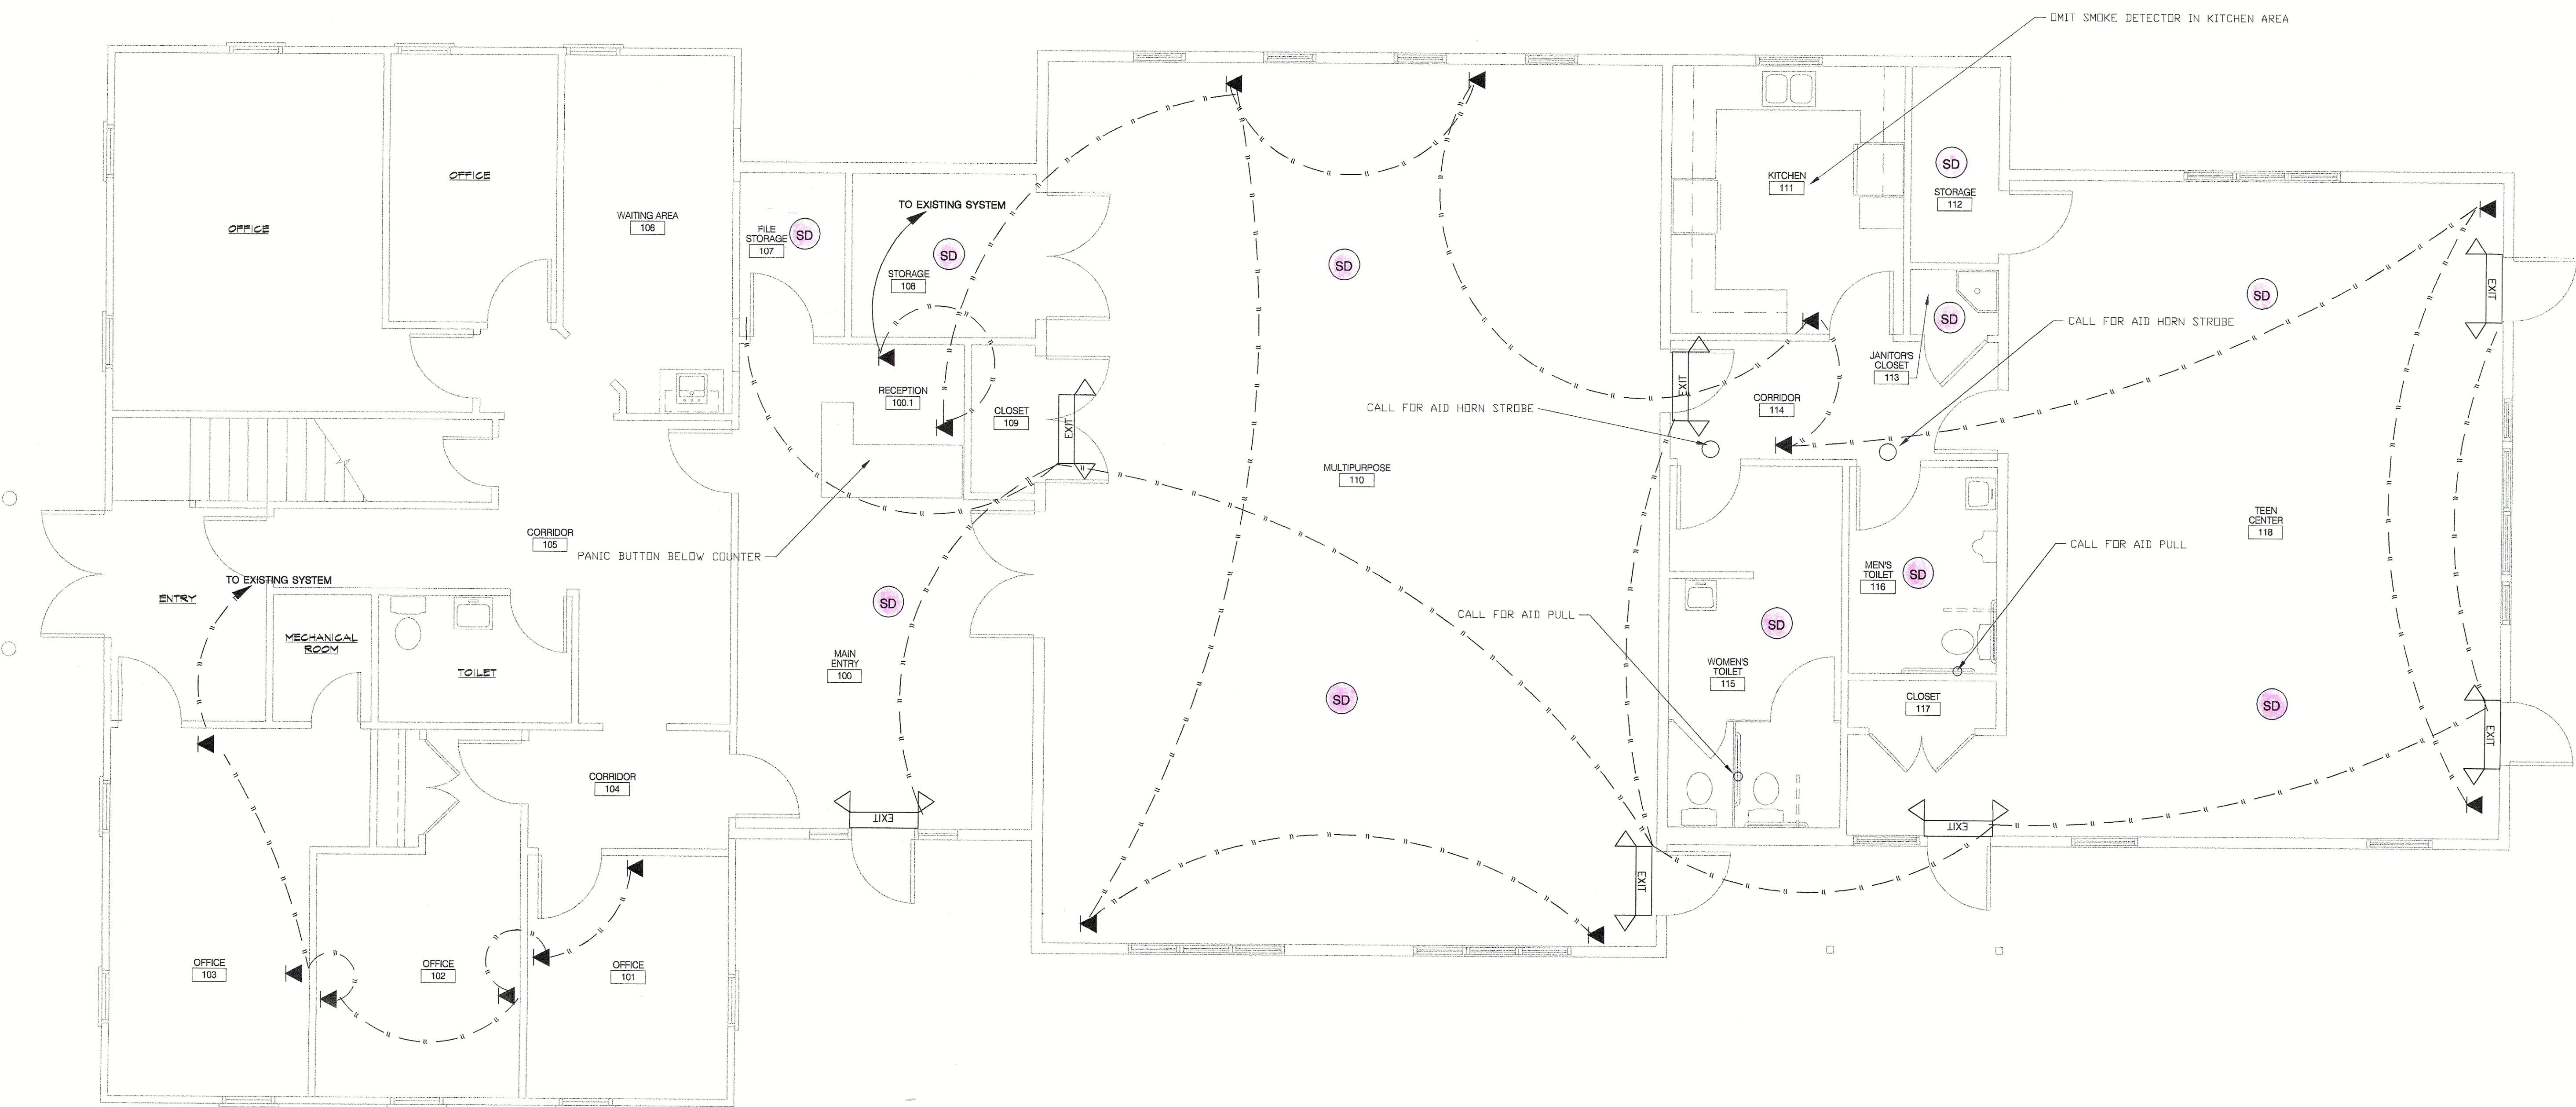 OMIT SMOKE DETECTOR IN KITCHEN AREA
OFFICE
OFFICE
WAITING AREA
106
FILE
STORAGE
107
SD
TO EXISTING SYSTEM
SD
STORAGE
108
SD
KITCHEN
111
SD
STORAGE
112
SD
CALL FOR AID HORN STROBE
EXIT
SD
JANITOR'S
CLOSET
113
RECEPTION
100.1
CLOSET
109
EXIT
CALL FOR AID HORN STROBE
EXIT
CORRIDOR
114
MULTIPURPOSE
110
CORRIDOR
105
PANIC BUTTON BELOW COUNTER
TEEN
CENTER
118
CALL FOR AID PULL
TO EXISTING SYSTEM
ENTRY
MECHANICAL
ROOM
TOILET
SD
MAIN
ENTRY
100
CALL FOR AID PULL
SD
MEN'S
TOILET
116
SD
WOMEN'S
TOILET
115
SD
CLOSET
117
SD
EXIT
CORRIDOR
104
EXIT
EXIT
EXIT
OFFICE
103
OFFICE
102
OFFICE
101